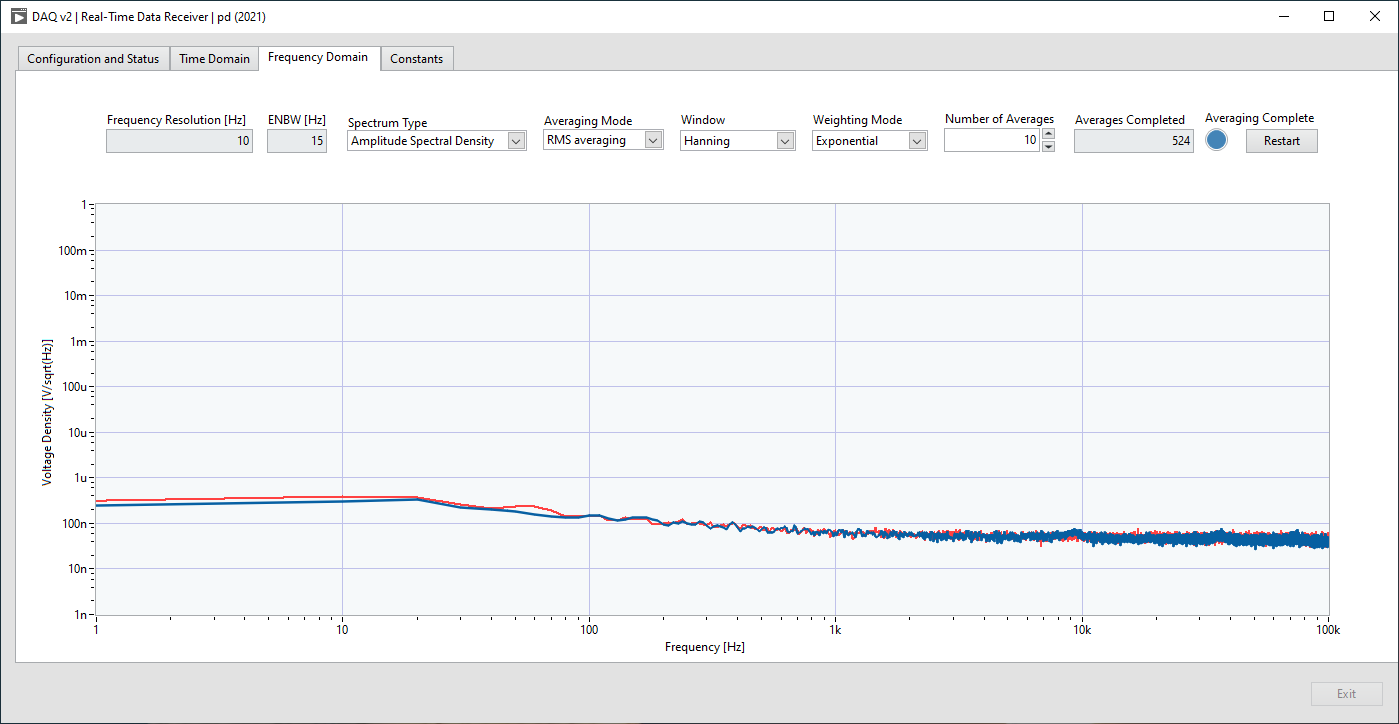 DAQ v2 | Real-Time Data Receiver | pd (2021)
Configuration and Status Time Domain Frequency Domain Constants
Frequency Resolution [Hz] ENBW [Hz] Spectrum Type Averaging Mode Window Weighting Mode Number of Averages Averages Completed Averaging Complete
10 15 Amplitude Spectral Density RMS averaging Hanning Exponential 10 524 Restart
1
100m
10m
1m
100u
10u
1u
100n
10n
1n
Voltage Density [V/sqrt(Hz)]
1 10 100 1k 10k 100k
Frequency [Hz]
Exit